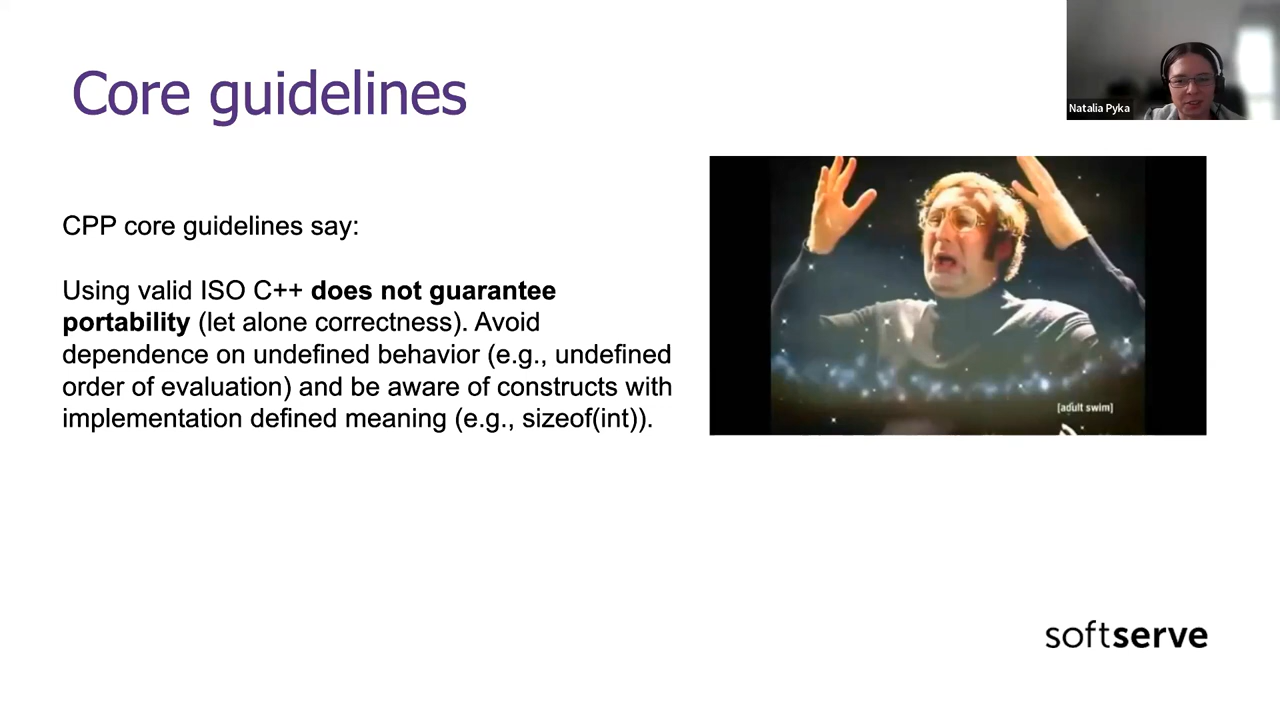 Core guidelines
Natalia Pyka
CPP core guidelines say:
Using valid ISO C++ does not guarantee
portability (let alone correctness). Avoid
dependence on undefined behavior (e.g., undefined
order of evaluation) and be aware of constructs with
implementation defined meaning (e.g., sizeof(int)).
[adult swim]
softserve